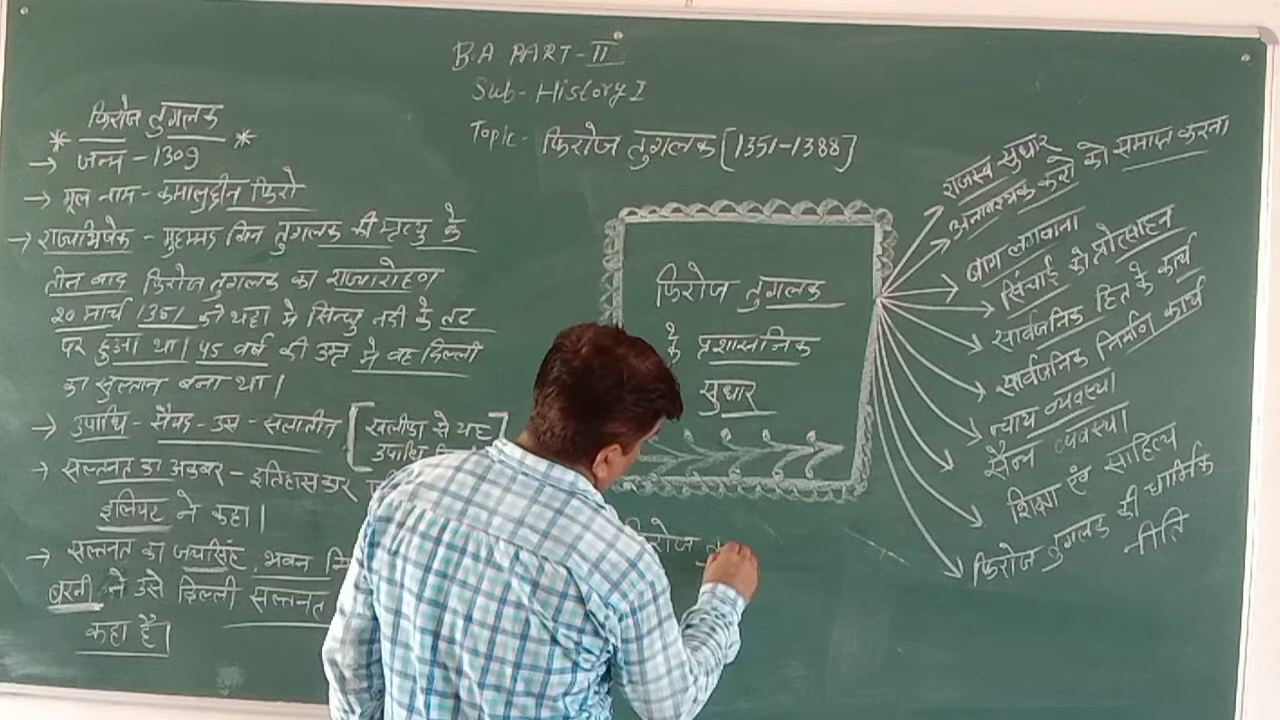 B.A PART-II
Sub- History I
Topic- फिरोज तुगलक [1351-1388]
* फिरोज तुगलक *
→ जन्म - 1309
→ मूल नाम - कमालुद्दीन फिरो
→ राज्याभिषेक - मुहम्मद बिन तुगलक की मृत्यु के
तीन बाद फिरोज तुगलक का राज्यारोहण
20 मार्च 1351 को थट्टा मे सिन्धु नदी के तट
पर हुआ था। 45 वर्ष की उम्र मे वह दिल्ली
का सुल्तान बना था।
→ उपाधि - सैयद - उस - सलातीन [खलीफा से यह
उपाधि
→ सल्तनत का अकबर - इतिहासकार
इलियट ने कहा।
→ सल्तनत का जयसिंह, भवन
बरनी ने उसे दिल्ली सल्तनत
कहा है।
फिरोज तुगलक
के प्रशासनिक
सुधार
राजस्व सुधार
अनावश्यक करो को समाप्त करना
बाग लगवाना
सिंचाई को प्रोत्साहन
सार्वजनिक हित के कार्य
सार्वजनिक निर्माण कार्य
न्याय व्यवस्था
सैन्य व्यवस्था
शिक्षा एवं साहित्य
फिरोज तुगलक की धार्मिक
नीति
रोज